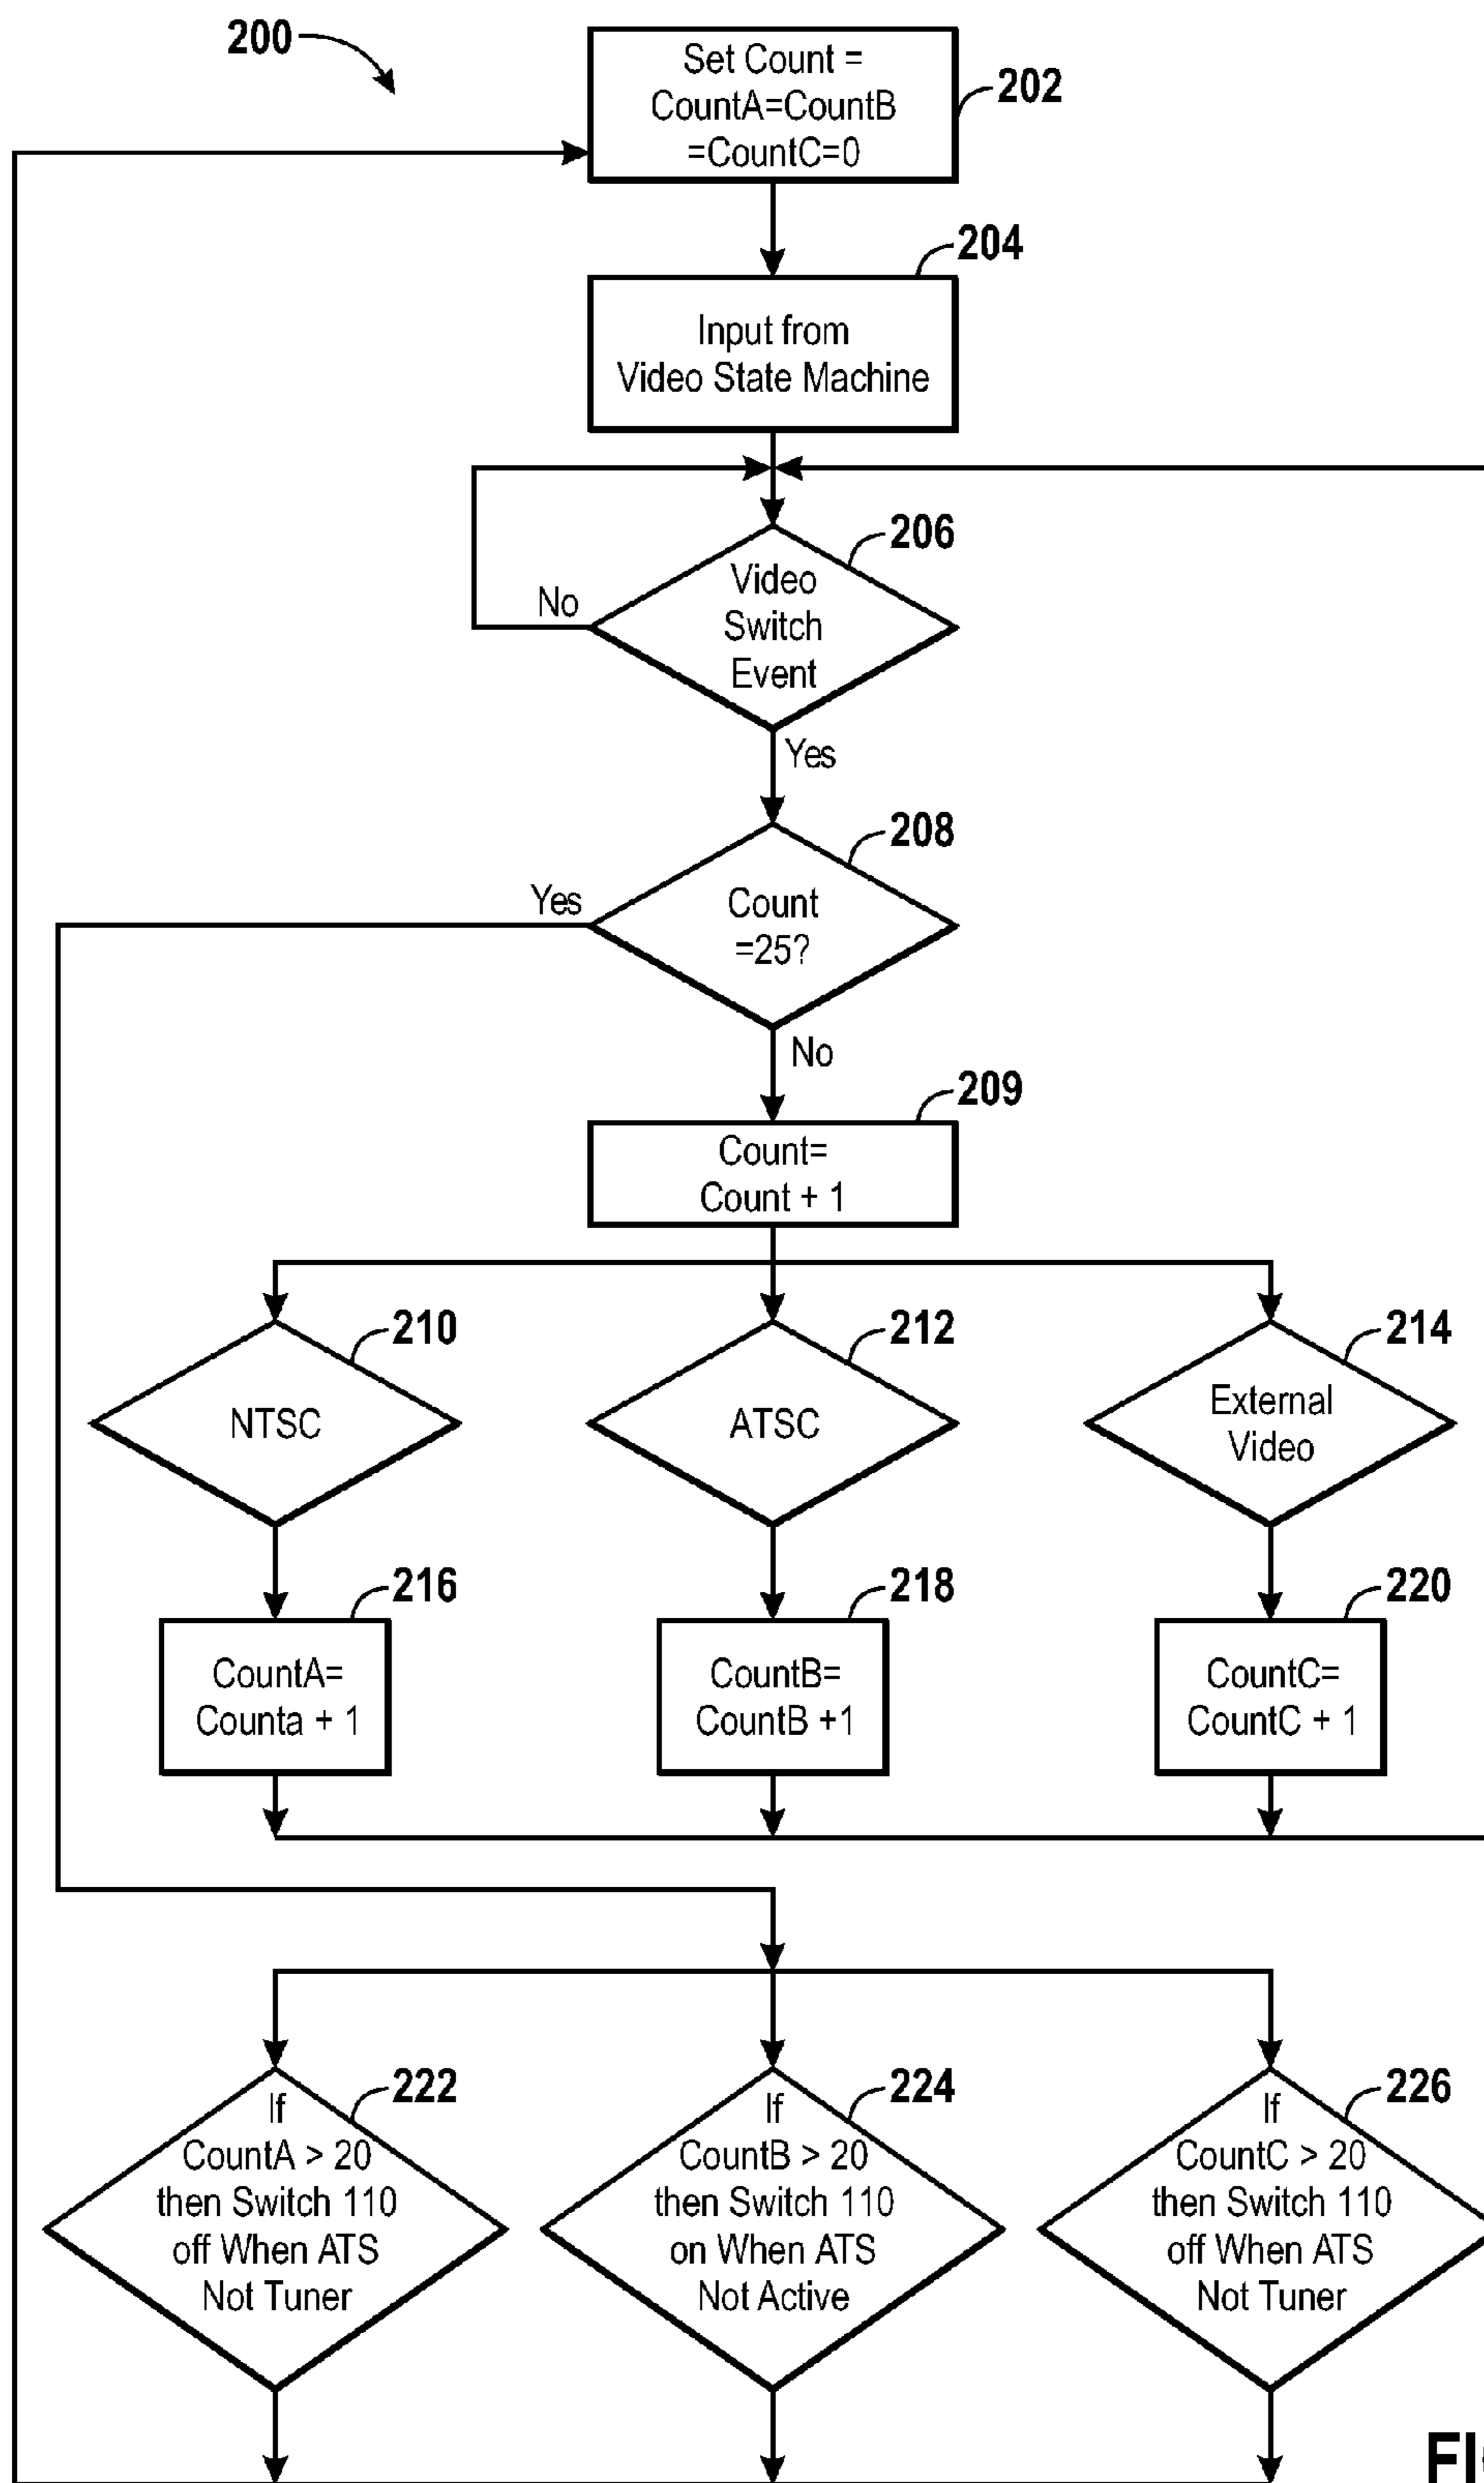 200
Set Count =
CountA=CountB
=CountC=0
202
204
Input from
Video State Machine
206
Video
Switch
Event
No
Yes
208
Count
=25?
Yes
No
209
Count=
Count + 1
210
NTSC
212
ATSC
214
External
Video
216
CountA=
Counta + 1
218
CountB=
CountB +1
220
CountC=
CountC + 1
222
If
CountA > 20
then Switch 110
off When ATS
Not Tuner
224
If
CountB > 20
then Switch 110
on When ATS
Not Active
226
If
CountC > 20
then Switch 110
off When ATS
Not Tuner